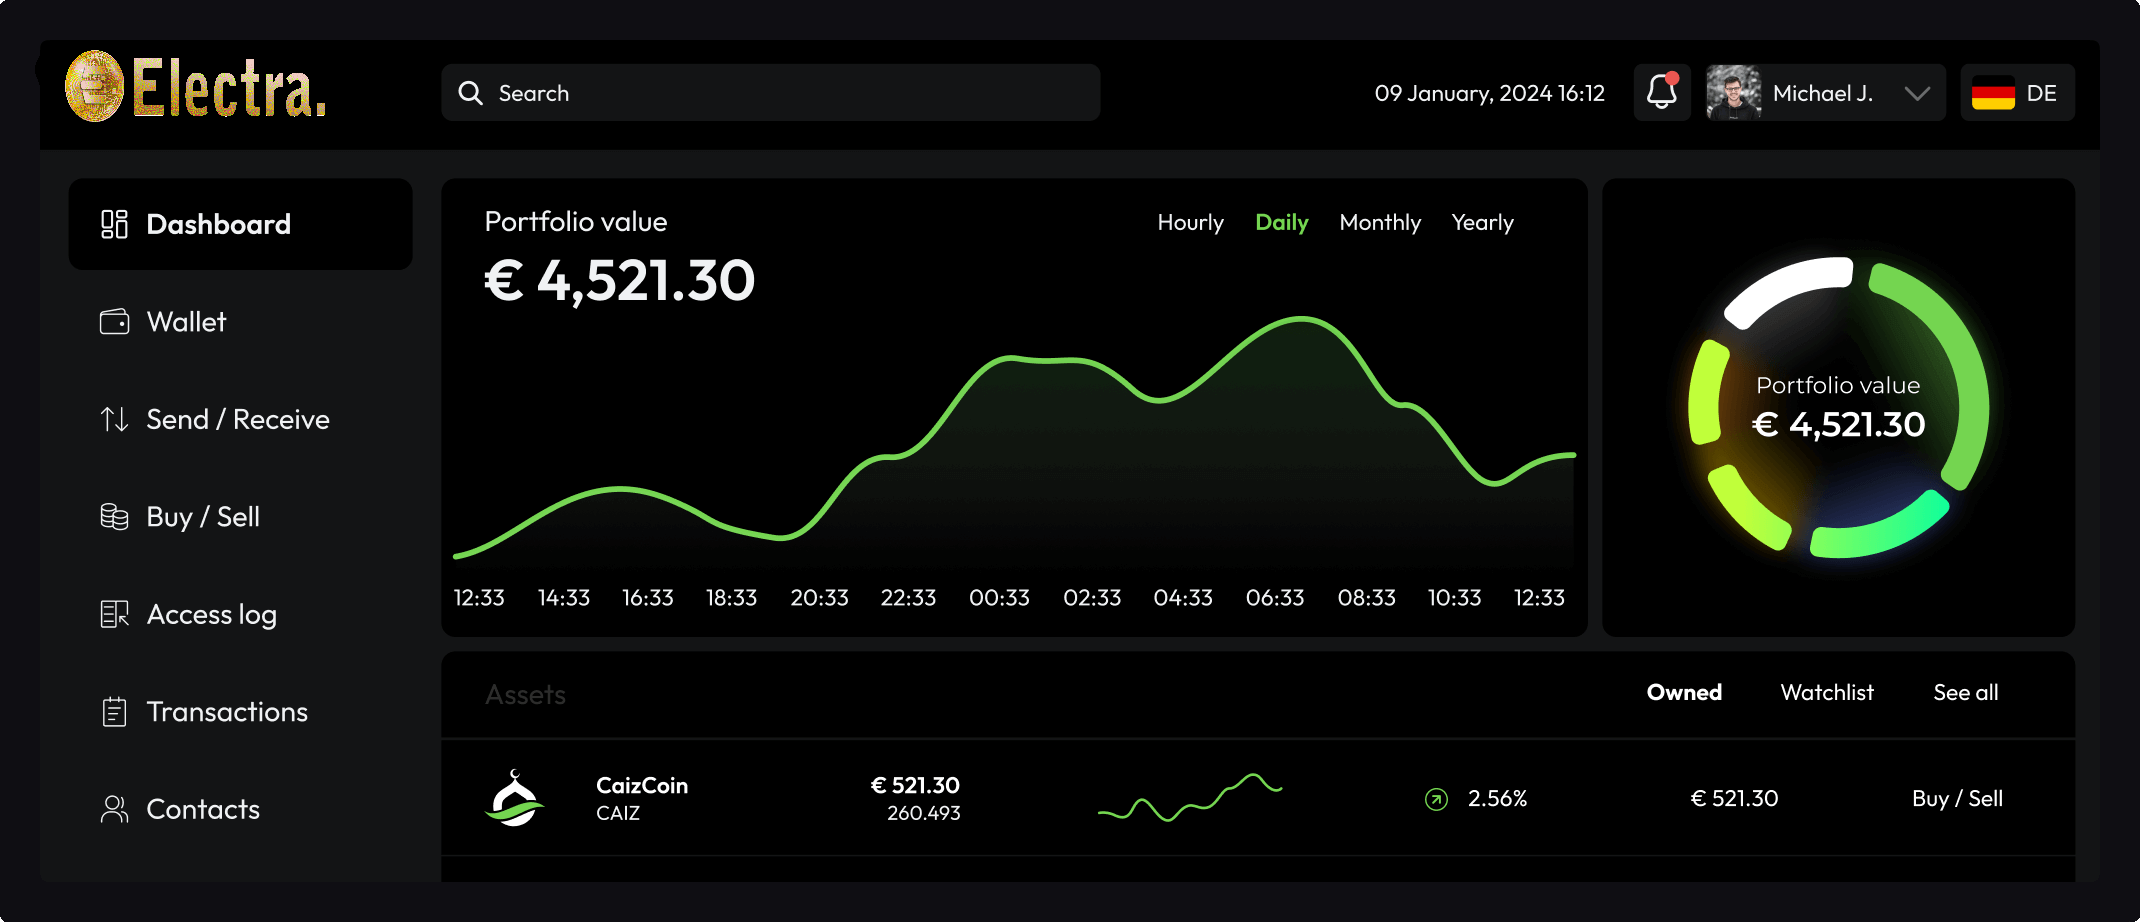 Electra.
Search
09 January, 2024 16:12
Michael J.
DE
Dashboard
Wallet
Send / Receive
Buy / Sell
Access log
Transactions
Contacts
Portfolio value
€ 4,521.30
Hourly Daily Monthly Yearly
12:33 14:33 16:33 18:33 20:33 22:33 00:33 02:33 04:33 06:33 08:33 10:33 12:33
Portfolio value
€ 4,521.30
Assets
Owned Watchlist See all
CaizCoin
CAIZ
€ 521.30
260.493
2.56%
€ 521.30
Buy / Sell